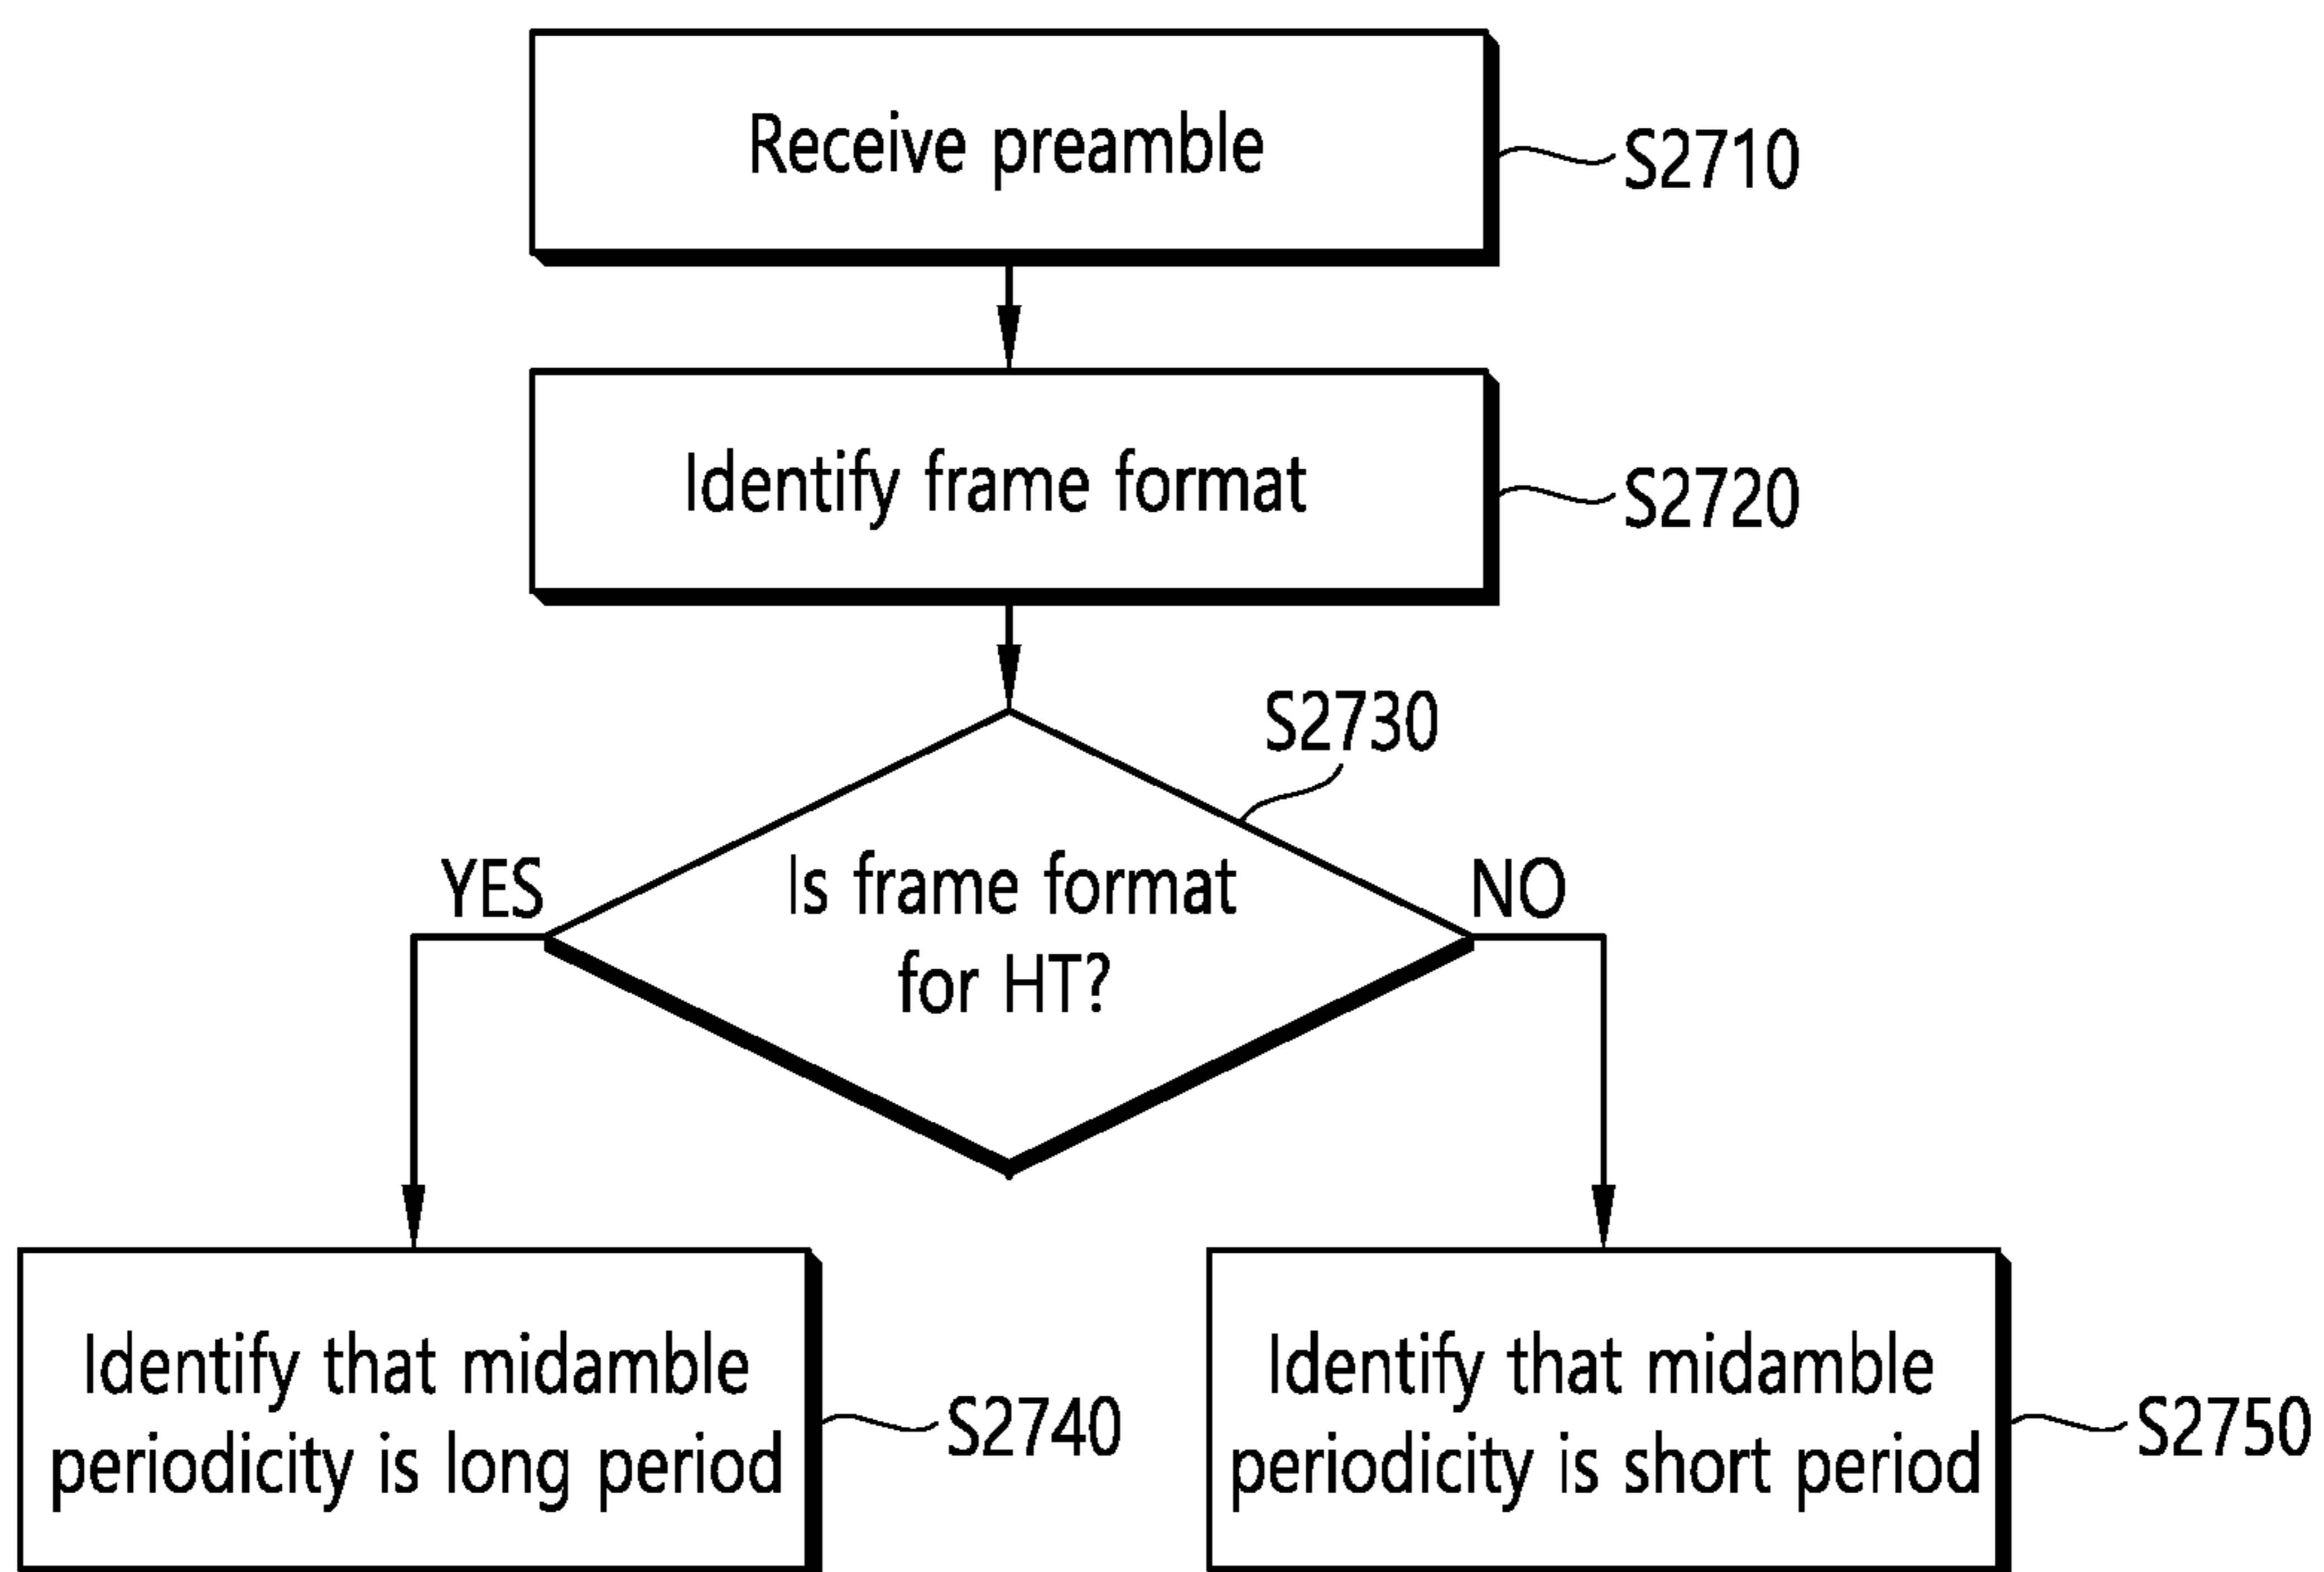 Receive preamble
S2710
Identify frame format
S2720
S2730
YES
Is frame format
for HT?
NO
Identify that midamble
periodicity is long period
S2740
Identify that midamble
periodicity is short period
S2750